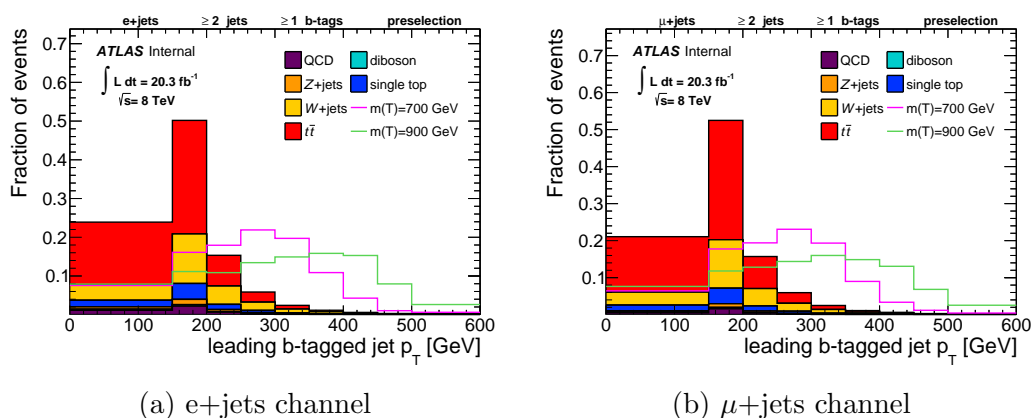 e+jets ≥ 2 jets ≥ 1 b-tags preselection
ATLAS Internal
∫ L dt = 20.3 fb⁻¹
√s= 8 TeV
QCD
diboson
Z+jets
single top
W+jets
m(T)=700 GeV
tt̄
m(T)=900 GeV
Fraction of events
0.7
0.6
0.5
0.4
0.3
0.2
0.1
0 100 200 300 400 500 600
leading b-tagged jet p_T [GeV]
(a) e+jets channel
μ+jets ≥ 2 jets ≥ 1 b-tags preselection
ATLAS Internal
∫ L dt = 20.3 fb⁻¹
√s= 8 TeV
QCD
diboson
Z+jets
single top
W+jets
m(T)=700 GeV
tt̄
m(T)=900 GeV
Fraction of events
0.7
0.6
0.5
0.4
0.3
0.2
0.1
0 100 200 300 400 500 600
leading b-tagged jet p_T [GeV]
(b) μ+jets channel